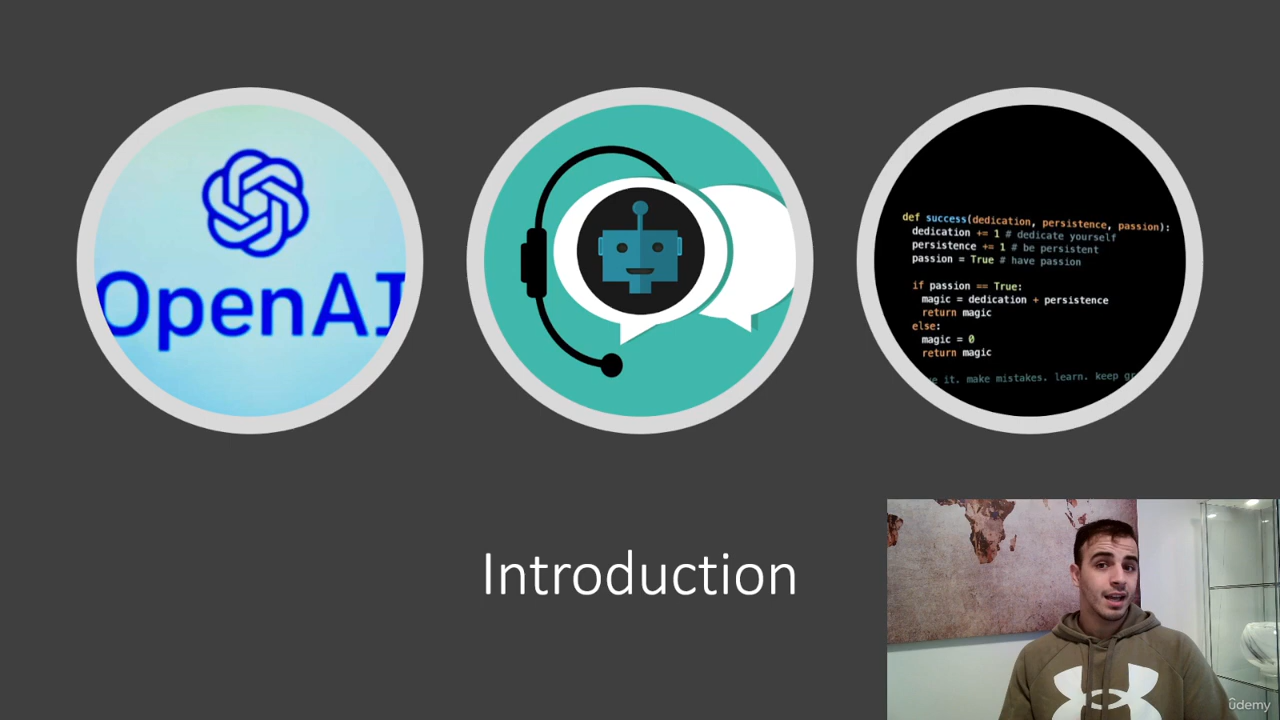 OpenAI
def success(dedication, persistence, passion):
dedication += 1 # dedicate yourself
persistence += 1 # be persistent
passion = True # have passion
if passion == True:
magic = dedication + persistence
return magic
else:
magic = 0
return magic
it. make mistakes. learn. keep
Introduction
ûdemy